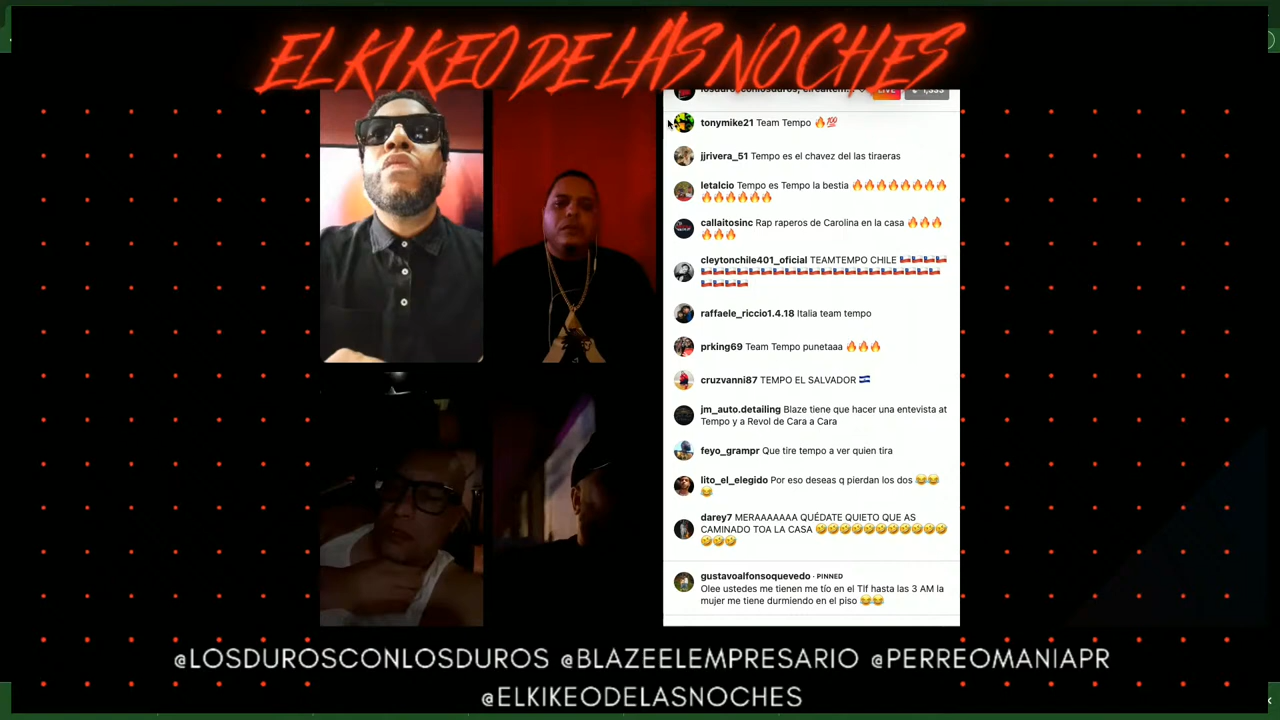 EL KIKEO DE LAS NOCHES
LIVE
tonymike21 Team Tempo 🔥💯
jjrivera_51 Tempo es el chavez del las tiraeras
letalcio Tempo es Tempo la bestia 🔥🔥🔥🔥🔥🔥🔥🔥
🔥🔥🔥🔥🔥🔥
callaitosinc Rap raperos de Carolina en la casa 🔥🔥🔥
🔥🔥🔥
cleytonchile401_oficial TEAMTEMPO CHILE 🇨🇱🇨🇱🇨🇱🇨🇱
🇨🇱🇨🇱🇨🇱🇨🇱🇨🇱🇨🇱🇨🇱🇨🇱🇨🇱🇨🇱🇨🇱🇨🇱🇨🇱🇨🇱🇨🇱🇨🇱🇨🇱🇨🇱🇨🇱🇨🇱
🇨🇱🇨🇱🇨🇱🇨🇱
raffaele_riccio1.4.18 Italia team tempo
prking69 Team Tempo punetaaa 🔥🔥🔥
cruzvanni87 TEMPO EL SALVADOR 🇸🇻
jm_auto.detailing Blaze tiene que hacer una entevista at
Tempo y a Revol de Cara a Cara
feyo_grampr Que tire tempo a ver quien tira
lito_el_elegido Por eso deseas q pierdan los dos 😂😂
😂
darey7 MERAAAAAAA QUÉDATE QUIETO QUE AS
CAMINADO TOA LA CASA 🤣🤣🤣🤣🤣🤣🤣🤣🤣🤣🤣
🤣🤣🤣
gustavoalfonsoquevedo · PINNED
Olee ustedes me tienen me tío en el Tlf hasta las 3 AM la
mujer me tiene durmiendo en el piso 😂😂
@LOSDUROSCONLOSDUROS @BLAZEELEMPRESARIO @PERREOMANIAPR
@ELKIKEODELASNOCHES